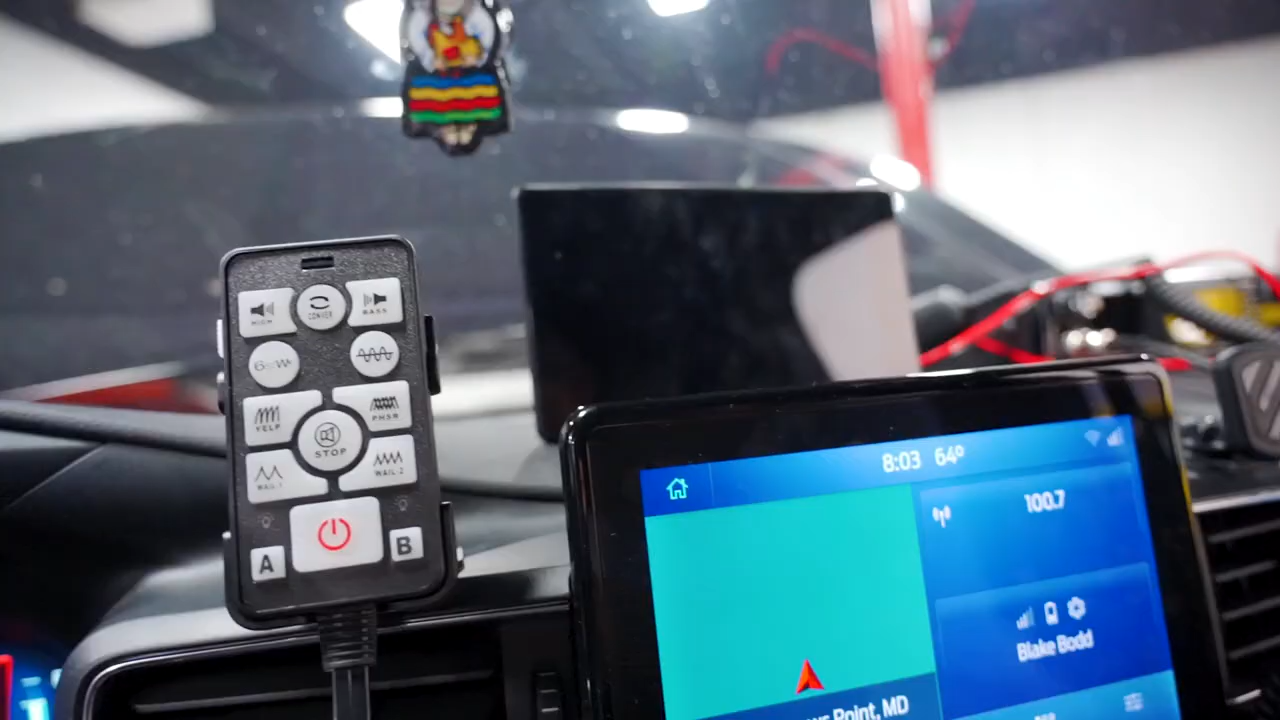 HIGH
CONVER
BASS
YELP
PHSR
STOP
WAIL-1
WAIL-2
A
B
8:03 64°
100.7
Blake Bodd
Point, MD